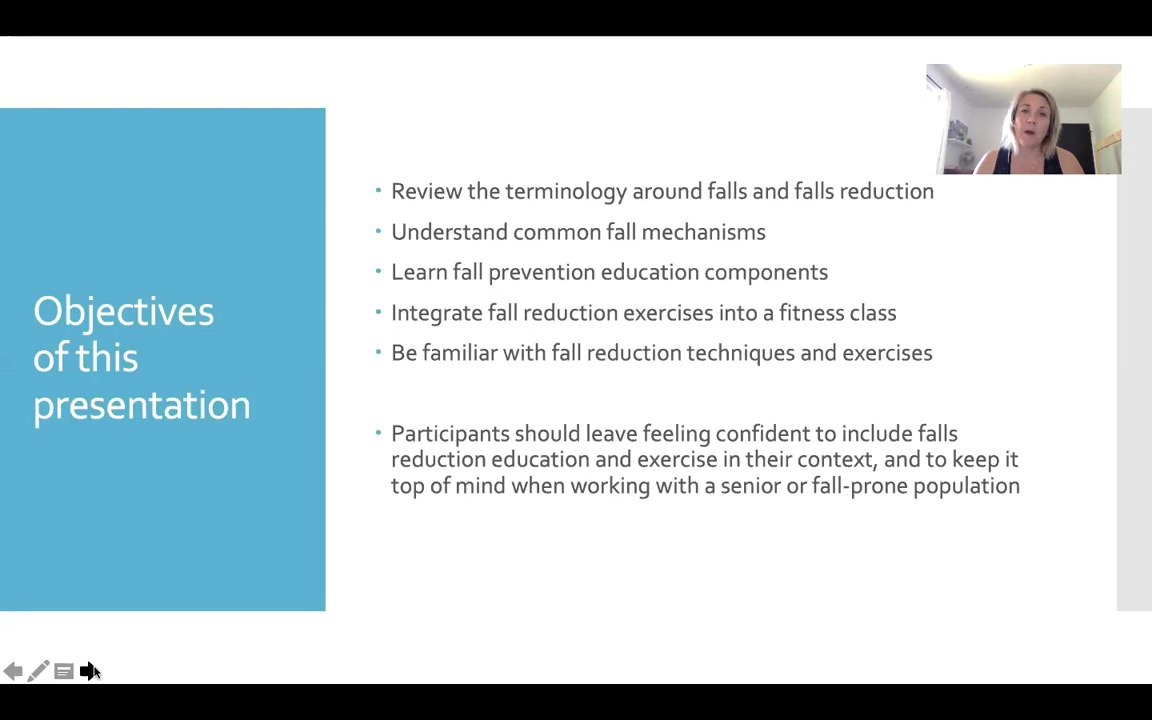 Objectives
of this
presentation
• Review the terminology around falls and falls reduction
• Understand common fall mechanisms
• Learn fall prevention education components
• Integrate fall reduction exercises into a fitness class
• Be familiar with fall reduction techniques and exercises
• Participants should leave feeling confident to include falls
reduction education and exercise in their context, and to keep it
top of mind when working with a senior or fall-prone population